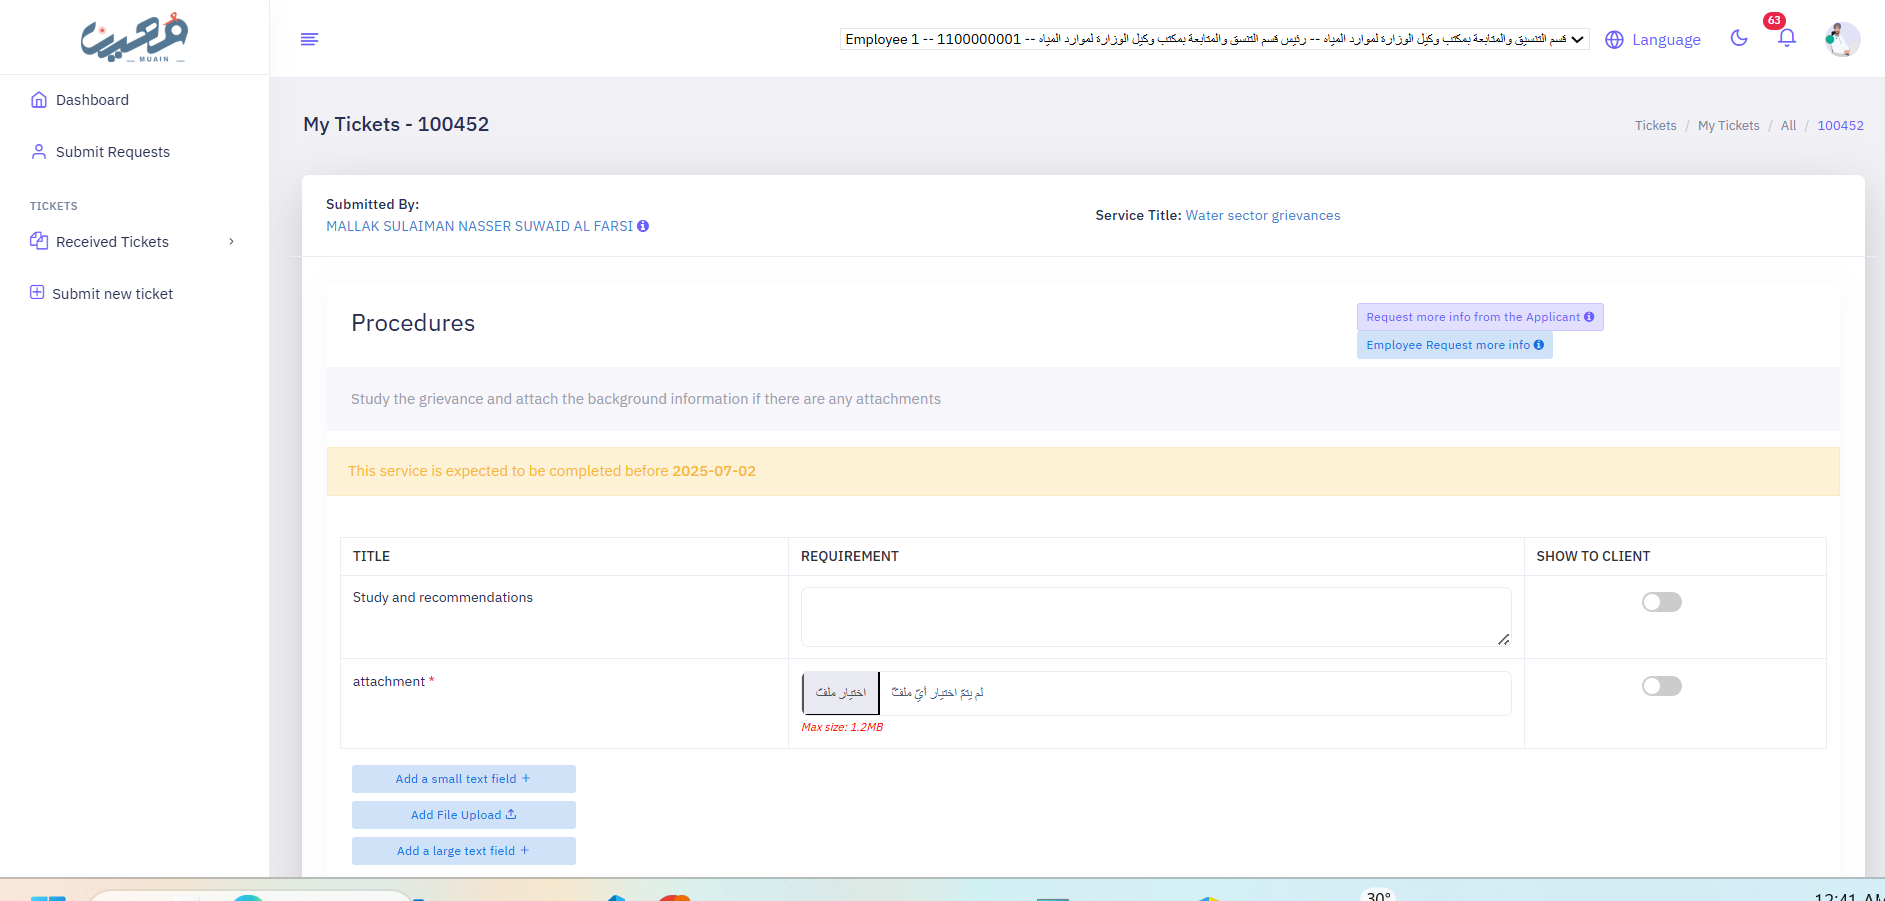 معين
MUAIN
Dashboard
Submit Requests
TICKETS
Received Tickets
Submit new ticket
Employee 1 -- 1100000001 -- قسم التنسيق والمتابعة بمكتب وكيل الوزارة لموارد المياه -- رئيس قسم التنسق والمتابعة بمكتب وكيل الوزارة لموارد المياه
Language
63
My Tickets - 100452
Tickets / My Tickets / All / 100452
Submitted By:
MALLAK SULAIMAN NASSER SUWAID AL FARSI
Service Title: Water sector grievances
Procedures
Request more info from the Applicant
Employee Request more info
Study the grievance and attach the background information if there are any attachments
This service is expected to be completed before 2025-07-02
TITLE REQUIREMENT SHOW TO CLIENT
Study and recommendations
attachment *
اختيار ملف لم يتمّ اختيار أيّ ملفّ
Max size: 1.2MB
Add a small text field +
Add File Upload
Add a large text field +
30°
12:41 AM